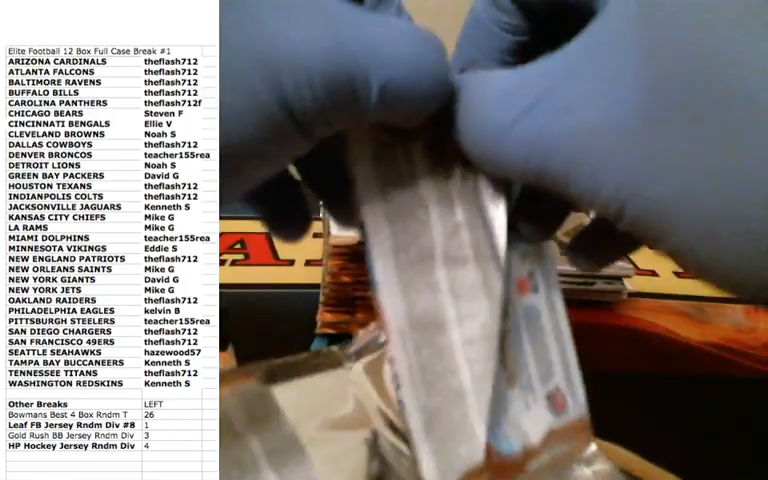 Elite Football 12 Box Full Case Break #1
ARIZONA CARDINALS theflash712
ATLANTA FALCONS theflash712
BALTIMORE RAVENS theflash712
BUFFALO BILLS theflash712
CAROLINA PANTHERS theflash712f
CHICAGO BEARS Steven F
CINCINNATI BENGALS Ellie V
CLEVELAND BROWNS Noah S
DALLAS COWBOYS theflash712
DENVER BRONCOS teacher155rea
DETROIT LIONS Noah S
GREEN BAY PACKERS David G
HOUSTON TEXANS theflash712
INDIANPOLIS COLTS theflash712
JACKSONVILLE JAGUARS Kenneth S
KANSAS CITY CHIEFS Mike G
LA RAMS Mike G
MIAMI DOLPHINS teacher155rea
MINNESOTA VIKINGS Eddie S
NEW ENGLAND PATRIOTS theflash712
NEW ORLEANS SAINTS Mike G
NEW YORK GIANTS David G
NEW YORK JETS Mike G
OAKLAND RAIDERS theflash712
PHILADELPHIA EAGLES kelvin B
PITTSBURGH STEELERS teacher155rea
SAN DIEGO CHARGERS theflash712
SAN FRANCISCO 49ERS theflash712
SEATTLE SEAHAWKS hazewood57
TAMPA BAY BUCCANEERS Kenneth S
TENNESSEE TITANS theflash712
WASHINGTON REDSKINS Kenneth S
Other Breaks LEFT
Bowmans Best 4 Box Rndm T 26
Leaf FB Jersey Rndm Div #8 1
Gold Rush BB Jersey Rndm Div 3
HP Hockey Jersey Rndm Div 4